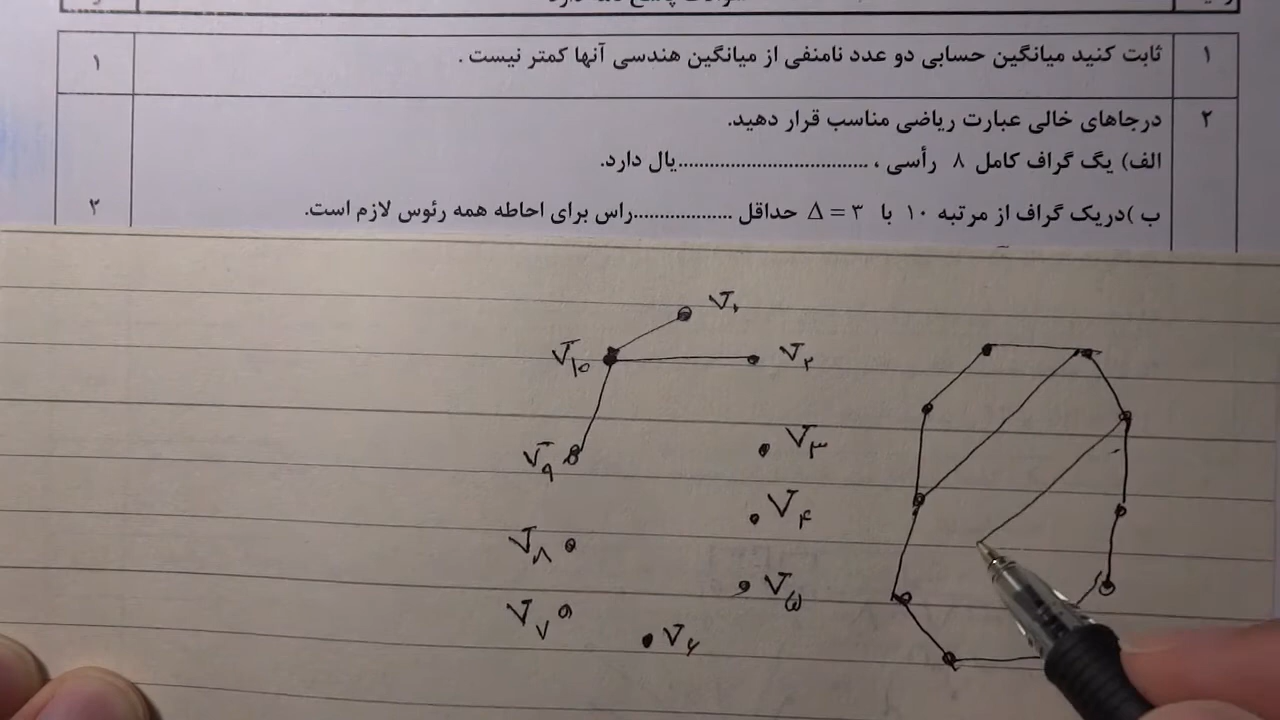 ۱ ثابت کنید میانگین حسابی دو عدد نامنفی از میانگین هندسی آنها کمتر نیست . ۱
۲ درجاهای خالی عبارت ریاضی مناسب قرار دهید.
الف) یگ گراف کامل ۸ رأسی ، ....................................یال دارد.
ب )دریک گراف از مرتبه ۱۰ با Δ = ۳ حداقل ...................راس برای احاطه همه رئوس لازم است. ۲
V۱
V۱۰ V۲
V۹ V۳
V۴
V۸
V۵
V۷
V۶